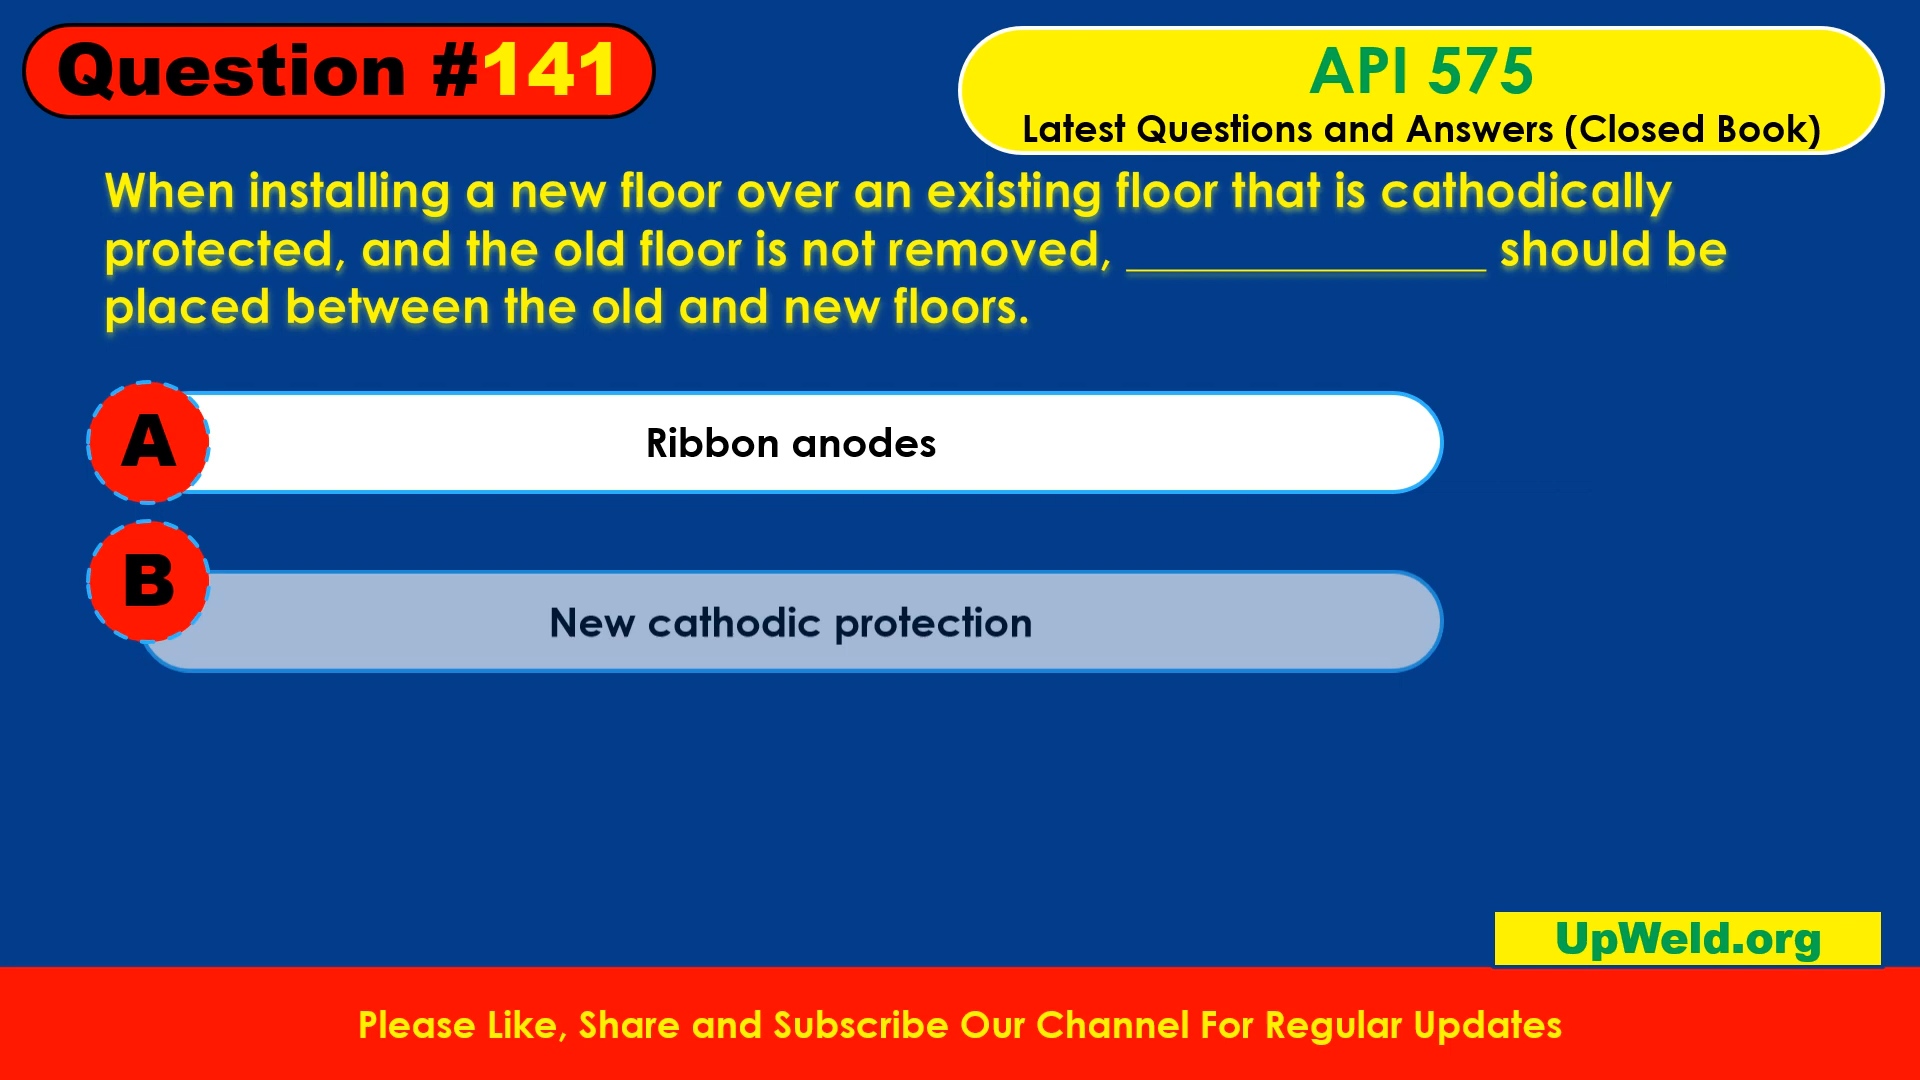 Question #141
API 575
Latest Questions and Answers (Closed Book)
When installing a new floor over an existing floor that is cathodically
protected, and the old floor is not removed, _______________ should be
placed between the old and new floors.
A
Ribbon anodes
B
New cathodic protection
UpWeld.org
Please Like, Share and Subscribe Our Channel For Regular Updates